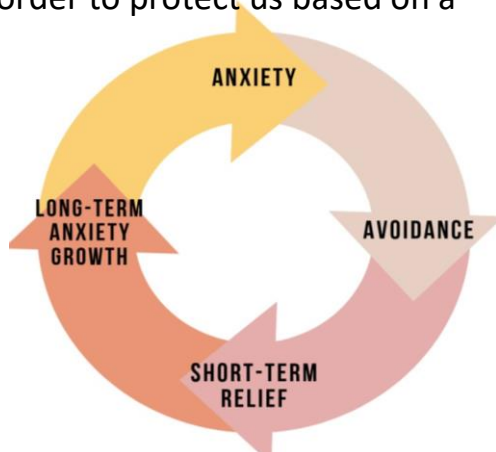 order to protect us based on a
ANXIETY
AVOIDANCE
SHORT-TERM
RELIEF
LONG-TERM
ANXIETY
GROWTH